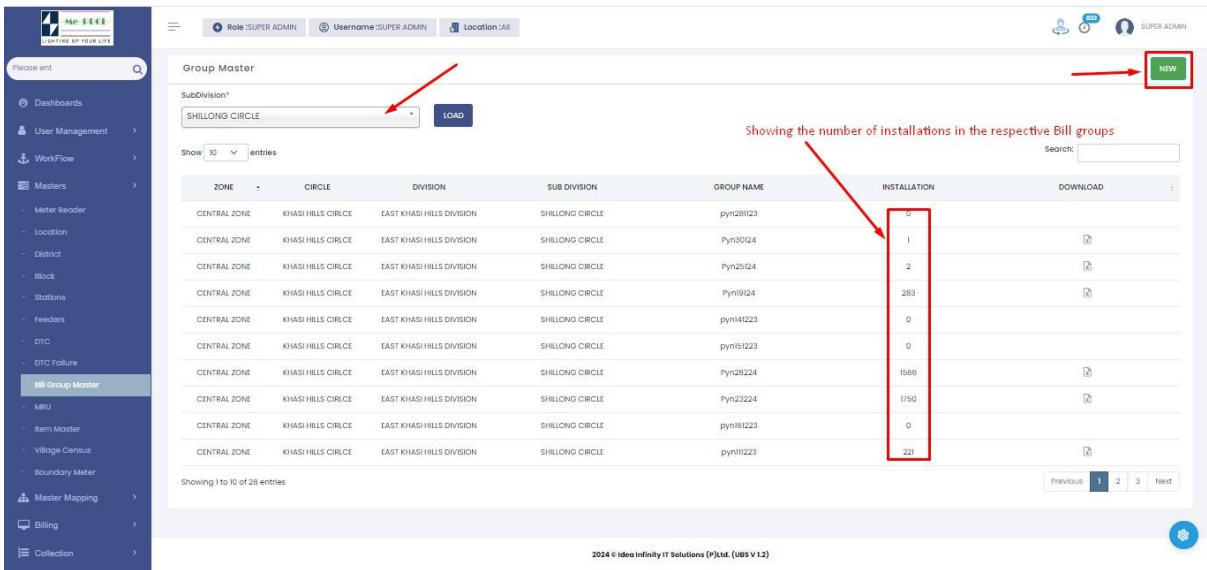 Me-PDCL
LIGHTING UP YOUR LIFE
Role :SUPER ADMIN
Username :SUPER ADMIN
Location :All
832
SUPER ADMIN
Please ent
Dashboards
User Management
WorkFlow
Masters
Meter Reader
Location
District
Block
Stations
Feeders
DTC
DTC Failure
Bill Group Master
MRU
Item Master
Village Census
Boundary Meter
Master Mapping
Billing
Collection
Group Master
NEW
SubDivision*
SHILLONG CIRCLE
LOAD
Showing the number of installations in the respective Bill groups
Show 10 entries
Search:
ZONE CIRCLE DIVISION SUB DIVISION GROUP NAME INSTALLATION DOWNLOAD
CENTRAL ZONE KHASI HILLS CIRLCE EAST KHASI HILLS DIVISION SHILLONG CIRCLE pyn281123 0
CENTRAL ZONE KHASI HILLS CIRLCE EAST KHASI HILLS DIVISION SHILLONG CIRCLE Pyn30124 1
CENTRAL ZONE KHASI HILLS CIRLCE EAST KHASI HILLS DIVISION SHILLONG CIRCLE Pyn25124 2
CENTRAL ZONE KHASI HILLS CIRLCE EAST KHASI HILLS DIVISION SHILLONG CIRCLE Pyn19124 283
CENTRAL ZONE KHASI HILLS CIRLCE EAST KHASI HILLS DIVISION SHILLONG CIRCLE pyn141223 0
CENTRAL ZONE KHASI HILLS CIRLCE EAST KHASI HILLS DIVISION SHILLONG CIRCLE pyn151223 0
CENTRAL ZONE KHASI HILLS CIRLCE EAST KHASI HILLS DIVISION SHILLONG CIRCLE Pyn28224 1566
CENTRAL ZONE KHASI HILLS CIRLCE EAST KHASI HILLS DIVISION SHILLONG CIRCLE Pyn23224 1750
CENTRAL ZONE KHASI HILLS CIRLCE EAST KHASI HILLS DIVISION SHILLONG CIRCLE pyn161223 0
CENTRAL ZONE KHASI HILLS CIRLCE EAST KHASI HILLS DIVISION SHILLONG CIRCLE pyn111223 221
Showing 1 to 10 of 28 entries
Previous 1 2 3 Next
2024 © Idea Infinity IT Solutions (P)Ltd. (UBS V 1.2)